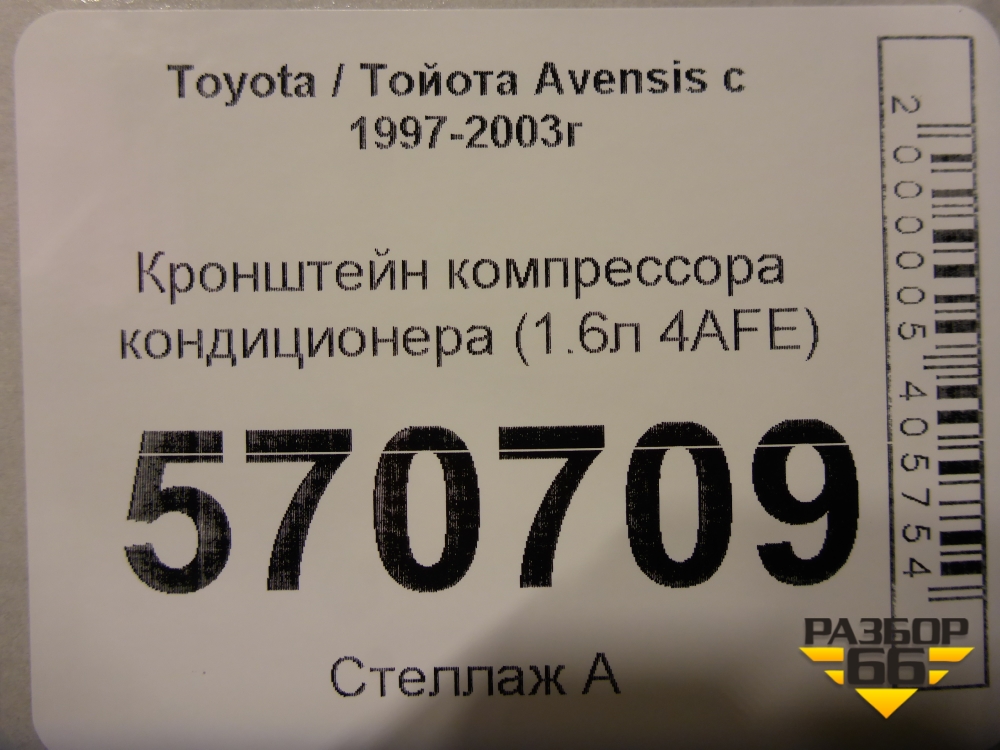 Toyota / Тойота Avensis с
1997-2003г
Кронштейн компрессора
кондиционера (1.6л 4AFE)
570709
Стеллаж А
2000005405754
РАЗБОР
66